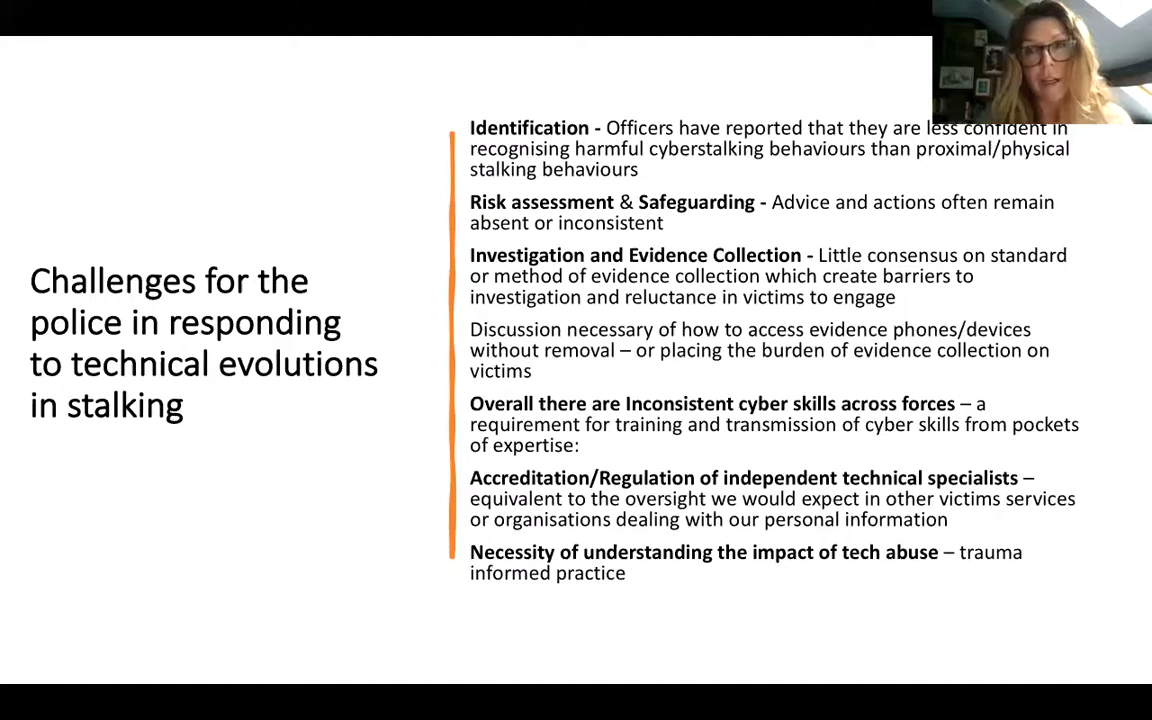 Challenges for the
police in responding
to technical evolutions
in stalking
Identification - Officers have reported that they are less confident in
recognising harmful cyberstalking behaviours than proximal/physical
stalking behaviours
Risk assessment & Safeguarding - Advice and actions often remain
absent or inconsistent
Investigation and Evidence Collection - Little consensus on standard
or method of evidence collection which create barriers to
investigation and reluctance in victims to engage
Discussion necessary of how to access evidence phones/devices
without removal – or placing the burden of evidence collection on
victims
Overall there are Inconsistent cyber skills across forces – a
requirement for training and transmission of cyber skills from pockets
of expertise:
Accreditation/Regulation of independent technical specialists –
equivalent to the oversight we would expect in other victims services
or organisations dealing with our personal information
Necessity of understanding the impact of tech abuse – trauma
informed practice